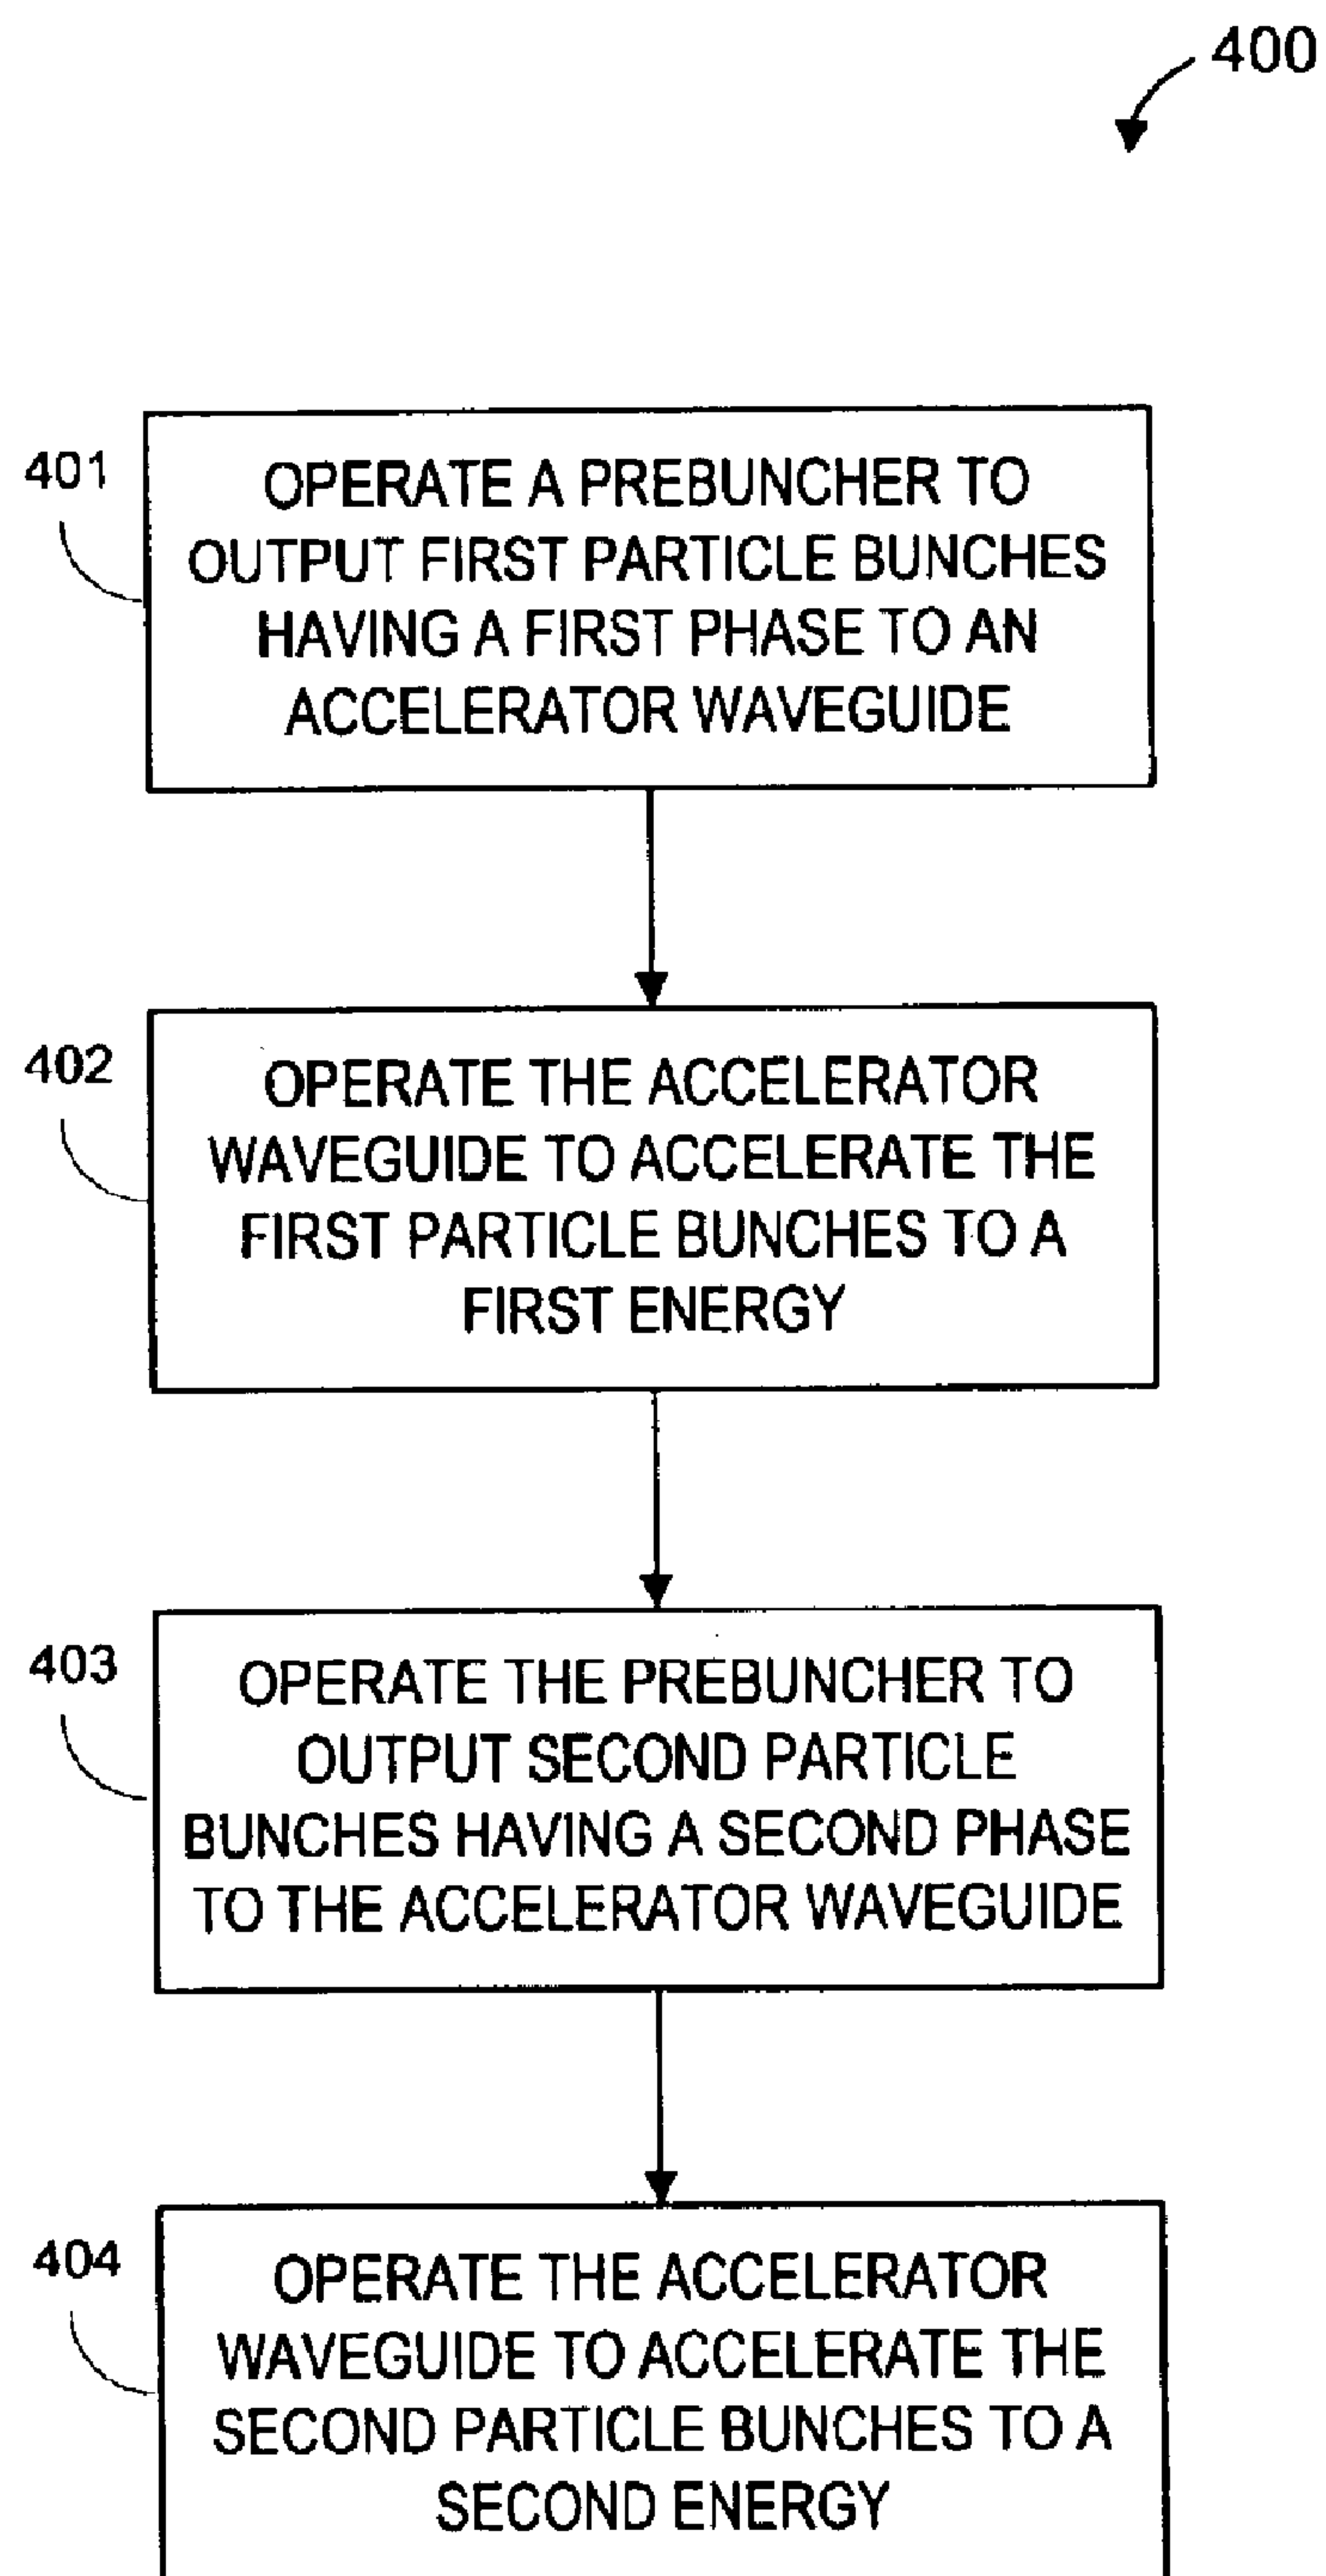 400
401
OPERATE A PREBUNCHER TO
OUTPUT FIRST PARTICLE BUNCHES
HAVING A FIRST PHASE TO AN
ACCELERATOR WAVEGUIDE
402
OPERATE THE ACCELERATOR
WAVEGUIDE TO ACCELERATE THE
FIRST PARTICLE BUNCHES TO A
FIRST ENERGY
403
OPERATE THE PREBUNCHER TO
OUTPUT SECOND PARTICLE
BUNCHES HAVING A SECOND PHASE
TO THE ACCELERATOR WAVEGUIDE
404
OPERATE THE ACCELERATOR
WAVEGUIDE TO ACCELERATE THE
SECOND PARTICLE BUNCHES TO A
SECOND ENERGY